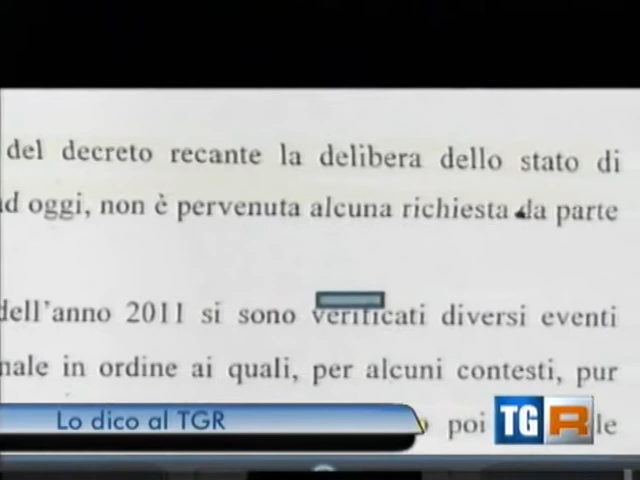 del decreto recante la delibera dello stato di
ad oggi, non è pervenuta alcuna richiesta da parte
dell'anno 2011 si sono verificati diversi eventi
nale in ordine ai quali, per alcuni contesti, pur
poi
le
Lo dico al TGR
TGR